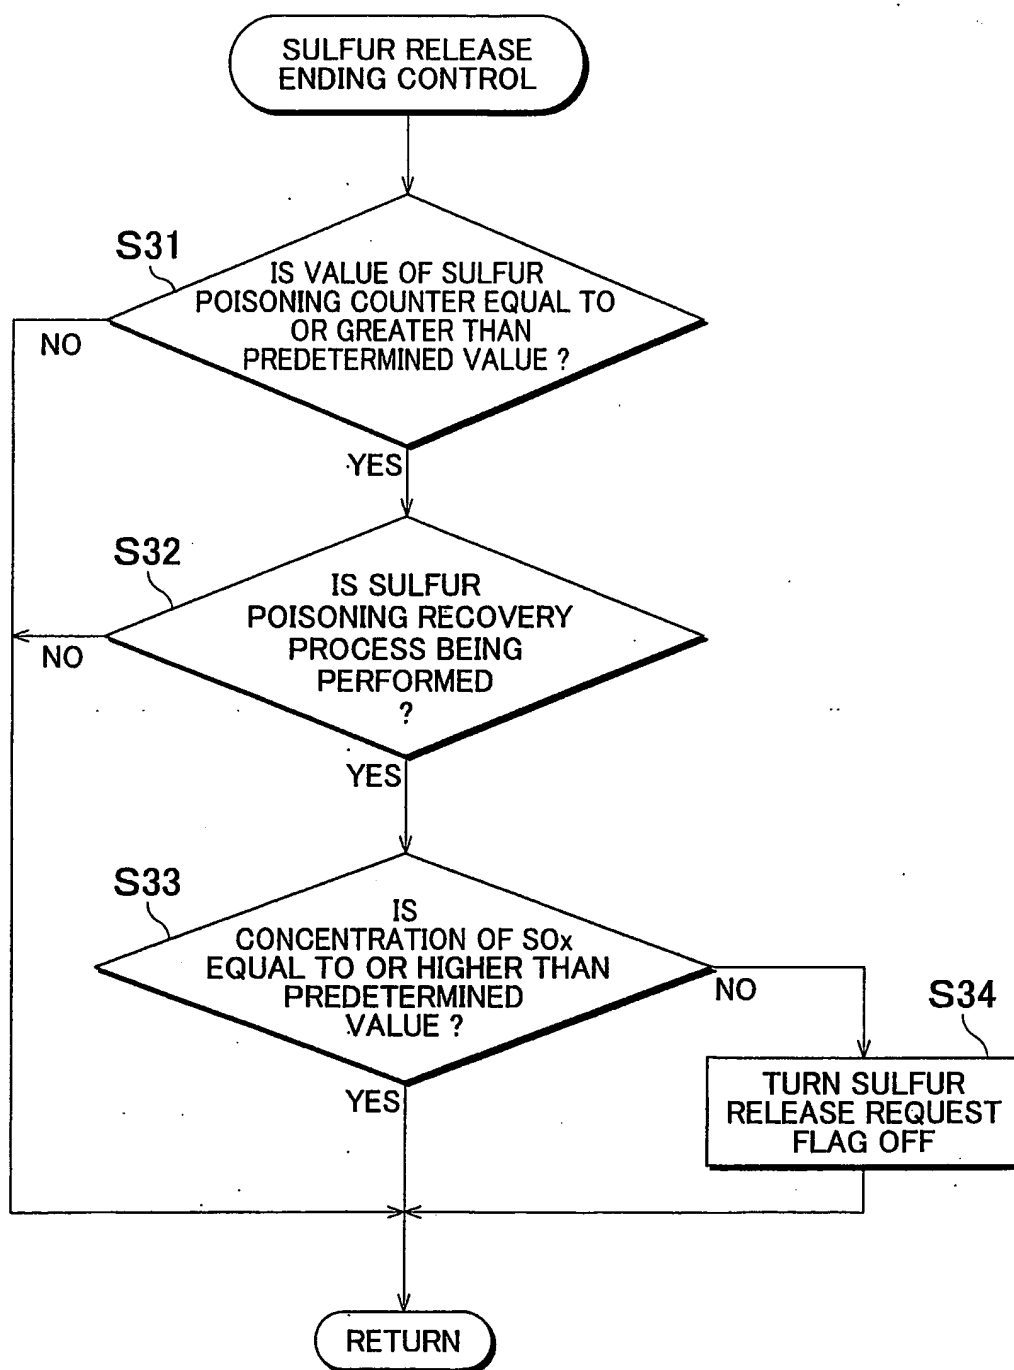 SULFUR RELEASE
ENDING CONTROL
S31
IS VALUE OF SULFUR
POISONING COUNTER EQUAL TO
OR GREATER THAN
PREDETERMINED VALUE ?
NO
YES
S32
IS SULFUR
POISONING RECOVERY
PROCESS BEING
PERFORMED
?
NO
YES
S33
IS
CONCENTRATION OF SOx
EQUAL TO OR HIGHER THAN
PREDETERMINED
VALUE ?
NO
YES
S34
TURN SULFUR
RELEASE REQUEST
FLAG OFF
RETURN